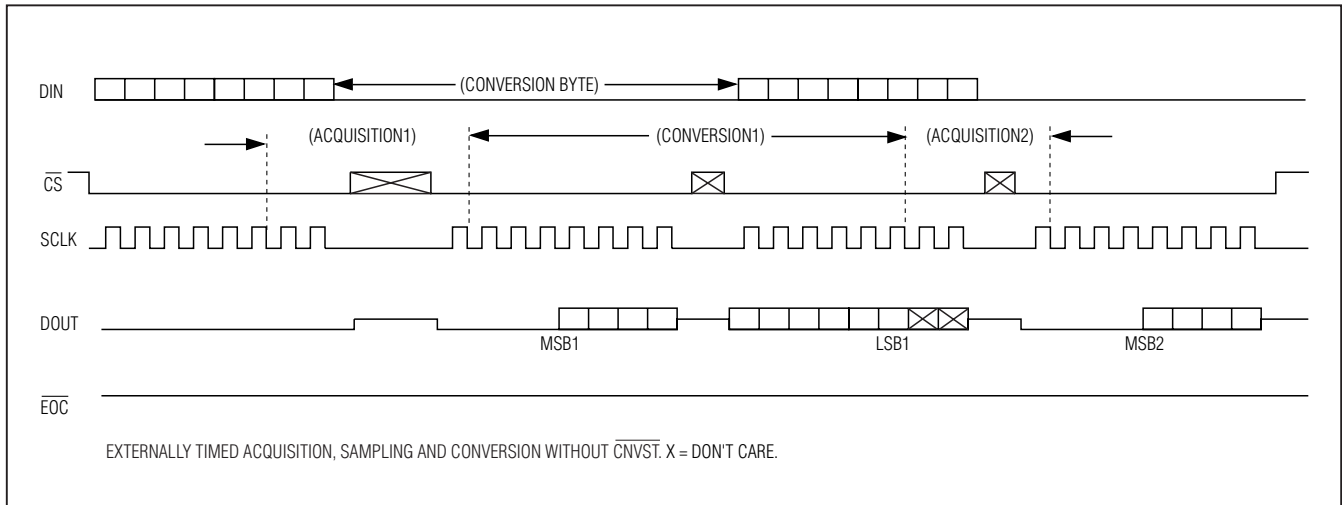 DIN
(CONVERSION BYTE)
(ACQUISITION1)
(CONVERSION1)
(ACQUISITION2)
CS
SCLK
DOUT
MSB1
LSB1
MSB2
EOC
EXTERNALLY TIMED ACQUISITION, SAMPLING AND CONVERSION WITHOUT CNVST. X = DON'T CARE.